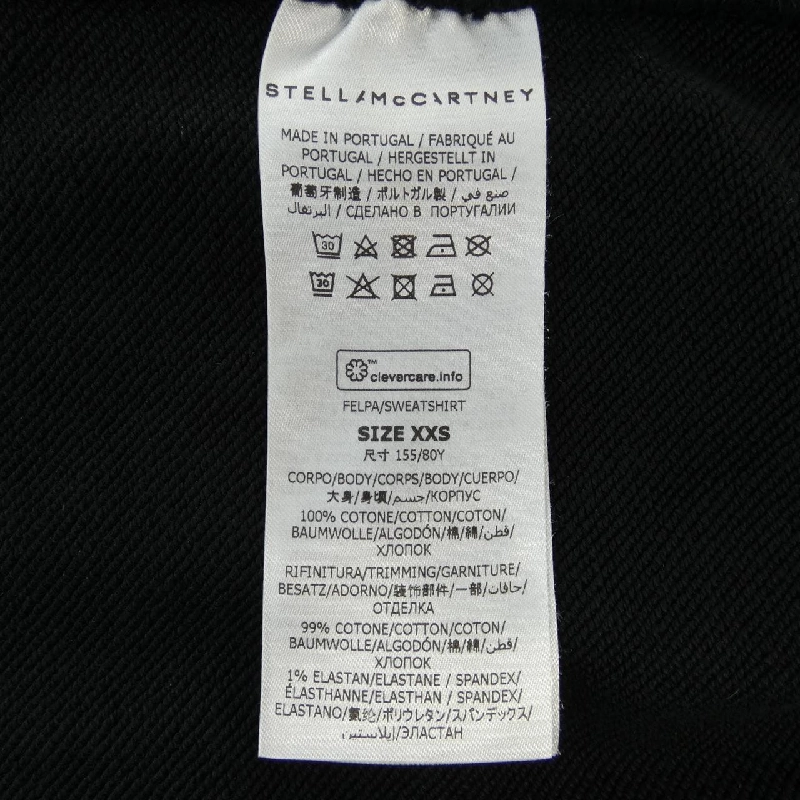 STELLA McCARTNEY
MADE IN PORTUGAL / FABRIQUÉ AU
PORTUGAL / HERGESTELLT IN
PORTUGAL / HECHO EN PORTUGAL /
葡萄牙制造 / ポルトガル製 / صنع في
البرتغال / СДЕЛАНО В ПОРТУГАЛИИ
30
30
™
clevercare.info
FELPA/SWEATSHIRT
SIZE XXS
尺寸 155/80Y
CORPO/BODY/CORPS/BODY/CUERPO/
大身/身頃/جسم/КОРПУС
100% COTONE/COTTON/COTON/
BAUMWOLLE/ALGODÓN/棉/綿/قطن/
ХЛОПОК
RIFINITURA/TRIMMING/GARNITURE/
BESATZ/ADORNO/装饰部件/一部/حافات/
ОТДЕЛКА
99% COTONE/COTTON/COTON/
BAUMWOLLE/ALGODÓN/棉/綿/قطن/
ХЛОПОК
1% ELASTAN/ELASTANE / SPANDEX/
ÉLASTHANNE/ELASTHAN / SPANDEX/
ELASTANO/氨纶/ポリウレタン/スパンデックス/
إيلاستين/ЭЛАСТАН